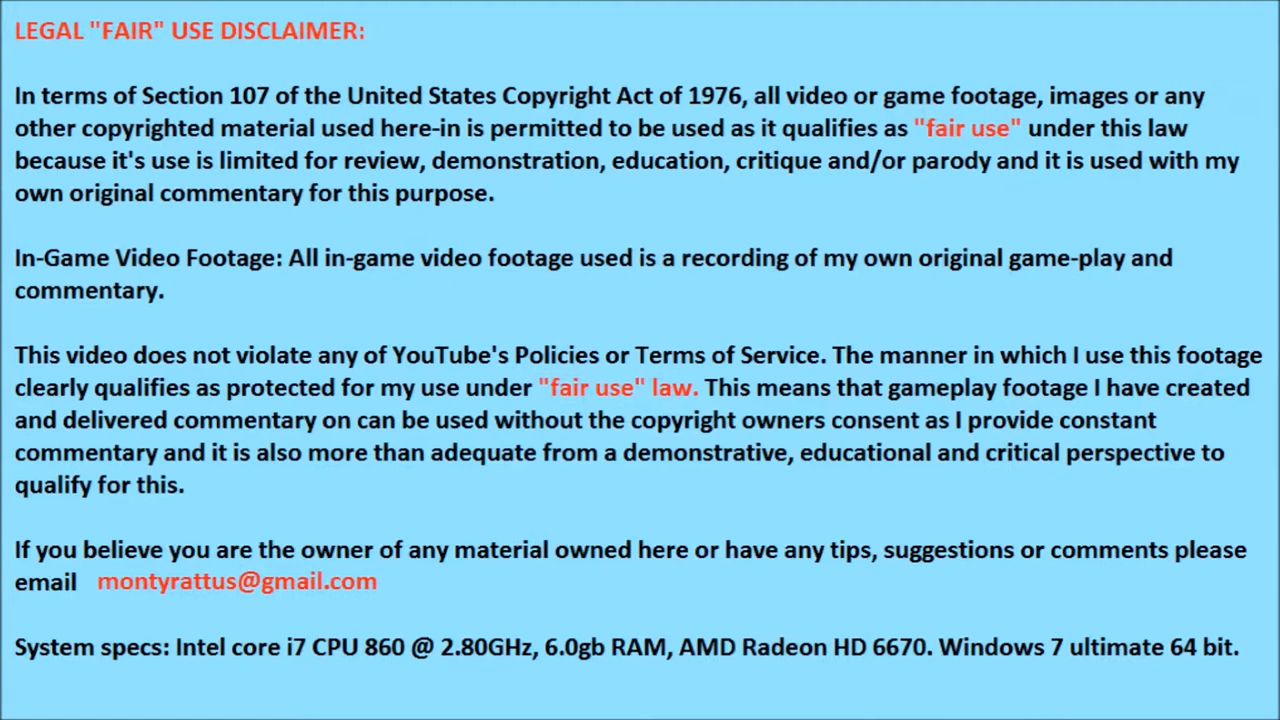 LEGAL "FAIR" USE DISCLAIMER:
In terms of Section 107 of the United States Copyright Act of 1976, all video or game footage, images or any
other copyrighted material used here-in is permitted to be used as it qualifies as "fair use" under this law
because it's use is limited for review, demonstration, education, critique and/or parody and it is used with my
own original commentary for this purpose.
In-Game Video Footage: All in-game video footage used is a recording of my own original game-play and
commentary.
This video does not violate any of YouTube's Policies or Terms of Service. The manner in which I use this footage
clearly qualifies as protected for my use under "fair use" law. This means that gameplay footage I have created
and delivered commentary on can be used without the copyright owners consent as I provide constant
commentary and it is also more than adequate from a demonstrative, educational and critical perspective to
qualify for this.
If you believe you are the owner of any material owned here or have any tips, suggestions or comments please
email montyrattus@gmail.com
System specs: Intel core i7 CPU 860 @ 2.80GHz, 6.0gb RAM, AMD Radeon HD 6670. Windows 7 ultimate 64 bit.